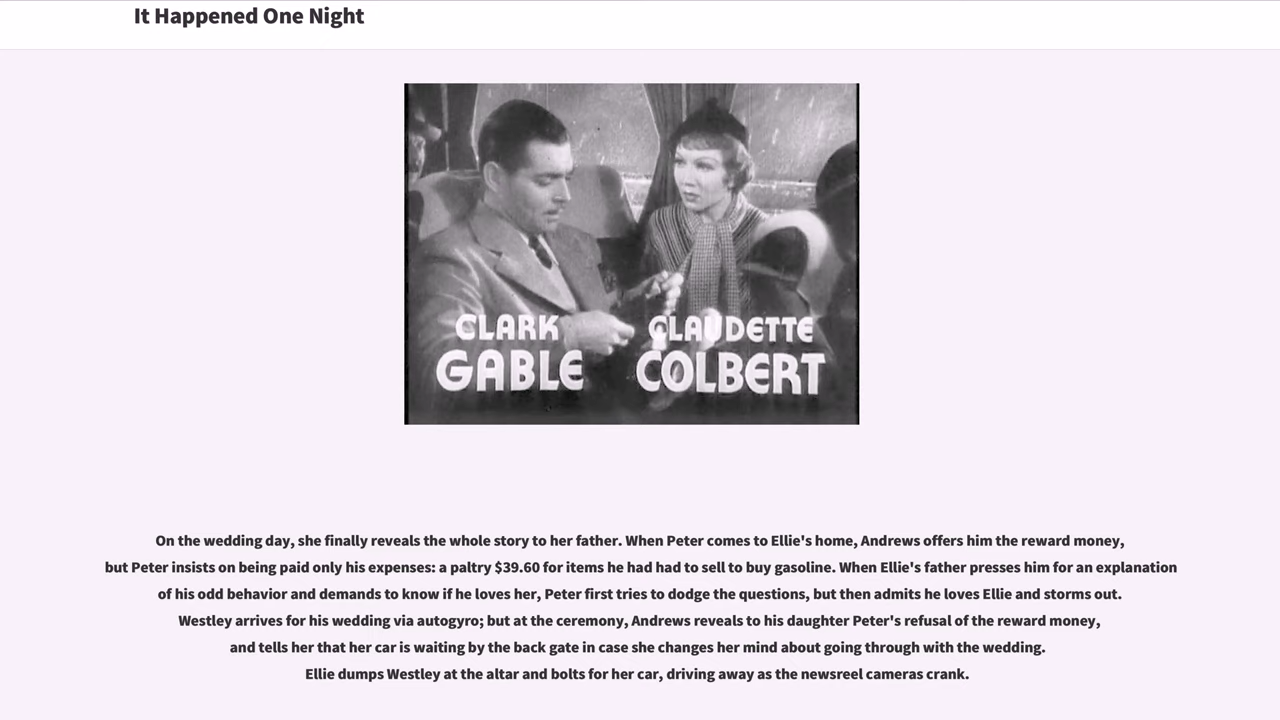 It Happened One Night
CLARK CLAUDETTE
GABLE COLBERT
On the wedding day, she finally reveals the whole story to her father. When Peter comes to Ellie's home, Andrews offers him the reward money,
but Peter insists on being paid only his expenses: a paltry $39.60 for items he had had to sell to buy gasoline. When Ellie's father presses him for an explanation
of his odd behavior and demands to know if he loves her, Peter first tries to dodge the questions, but then admits he loves Ellie and storms out.
Westley arrives for his wedding via autogyro; but at the ceremony, Andrews reveals to his daughter Peter's refusal of the reward money,
and tells her that her car is waiting by the back gate in case she changes her mind about going through with the wedding.
Ellie dumps Westley at the altar and bolts for her car, driving away as the newsreel cameras crank.